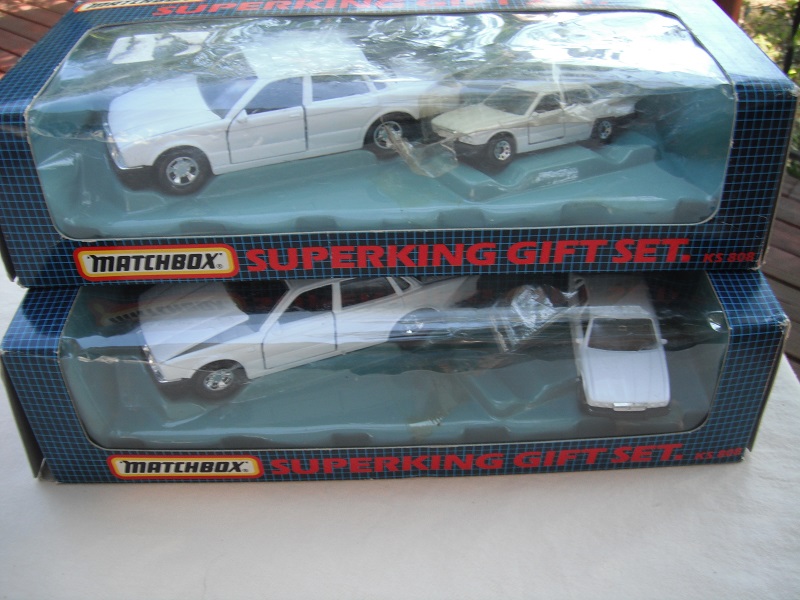 SUPERKING GIFT SET
MATCHBOX® SUPERKING GIFT SET. KS 808
MATCHBOX® SUPERKING GIFT SET. KS 808